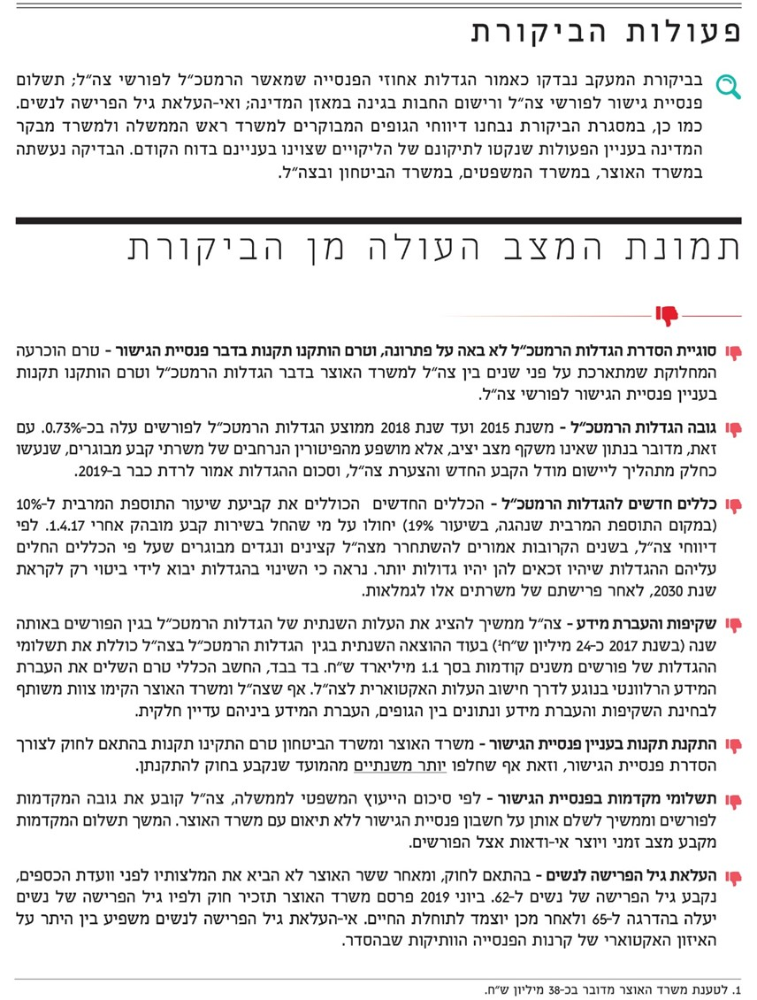 פעולות הביקורת
בביקורת המעקב נבדקו כאמור הגדלות אחוזי הפנסייה שמאשר הרמטכ"ל לפורשי צה"ל; תשלום
פנסיית גישור לפורשי צה"ל ורישום החבות בגינה במאזן המדינה; ואי-העלאת גיל הפרישה לנשים.
כמו כן, במסגרת הביקורת נבחנו דיווחי הגופים המבוקרים למשרד ראש הממשלה ולמשרד מבקר
המדינה בעניין הפעולות שנקטו לתיקונם של הליקויים שצוינו בעניינם בדוח הקודם. הבדיקה נעשתה
במשרד האוצר, במשרד המשפטים, במשרד הביטחון ובצה"ל.
תמונת המצב העולה מן הביקורת
סוגיית הסדרת הגדלות הרמטכ"ל לא באה על פתרונה, וטרם הותקנו תקנות בדבר פנסיית הגישור - טרם הוכרעה
המחלוקת שמתארכת על פני שנים בין צה"ל למשרד האוצר בדבר הגדלות הרמטכ"ל וטרם הותקנו תקנות
בעניין פנסיית הגישור לפורשי צה"ל.
גובה הגדלות הרמטכ"ל - משנת 2015 ועד שנת 2018 ממוצע הגדלות הרמטכ"ל לפורשים עלה בכ-0.73%. עם
זאת, מדובר בנתון שאינו משקף מצב יציב, אלא מושפע מהפיטורין הנרחבים של משרתי קבע מבוגרים, שנעשו
כחלק מתהליך ליישום מודל הקבע החדש והצערת צה"ל, וסכום ההגדלות אמור לרדת כבר ב-2019.
כללים חדשים להגדלות הרמטכ"ל - הכללים החדשים הכוללים את קביעת שיעור התוספת המרבית ל-10%
(במקום התוספת המרבית שנהגה, בשיעור 19%) יחולו על מי שהחל בשירות קבע מובהק אחרי 1.4.17. לפי
דיווחי צה"ל, בשנים הקרובות אמורים להשתחרר מצה"ל קצינים ונגדים מבוגרים שעל פי הכללים החלים
עליהם ההגדלות שיהיו זכאים להן יהיו גדולות יותר. נראה כי השינוי בהגדלות יבוא לידי ביטוי רק לקראת
שנת 2030, לאחר פרישתם של משרתים אלו לגמלאות.
שקיפות והעברת מידע - צה"ל ממשיך להציג את העלות השנתית של הגדלות הרמטכ"ל בגין הפורשים באותה
שנה (בשנת 2017 כ-24 מיליון ש"ח¹) בעוד ההוצאה השנתית בגין הגדלות הרמטכ"ל בצה"ל כוללת את תשלומי
ההגדלות של פורשים משנים קודמות בסך 1.1 מיליארד ש"ח. בד בבד, החשב הכללי טרם השלים את העברת
המידע הרלוונטי בנוגע לדרך חישוב העלות האקטוארית לצה"ל. אף שצה"ל ומשרד האוצר הקימו צוות משותף
לבחינת השקיפות והעברת מידע ונתונים בין הגופים, העברת המידע ביניהם עדיין חלקית.
התקנת תקנות בעניין פנסיית הגישור - משרד האוצר ומשרד הביטחון טרם התקינו תקנות בהתאם לחוק לצורך
הסדרת פנסיית הגישור, וזאת אף שחלפו יותר משנתיים מהמועד שנקבע בחוק להתקנתן.
תשלומי מקדמות בפנסיית הגישור - לפי סיכום הייעוץ המשפטי לממשלה, צה"ל קובע את גובה המקדמות
לפורשים וממשיך לשלם אותן על חשבון פנסיית הגישור ללא תיאום עם משרד האוצר. המשך תשלום המקדמות
מקבע מצב זמני ויוצר אי-ודאות אצל הפורשים.
העלאת גיל הפרישה לנשים - בהתאם לחוק, ומאחר ששר האוצר לא הביא את המלצותיו לפני וועדת הכספים,
נקבע גיל הפרישה של נשים ל-62. ביוני 2019 פרסם משרד האוצר תזכיר חוק ולפיו גיל הפרישה של נשים
יעלה בהדרגה ל-65 ולאחר מכן יוצמד לתוחלת החיים. אי-העלאת גיל הפרישה לנשים משפיע בין היתר על
האיזון האקטוארי של קרנות הפנסייה הוותיקות שבהסדר.
1. לטענת משרד האוצר מדובר בכ-38 מיליון ש"ח.